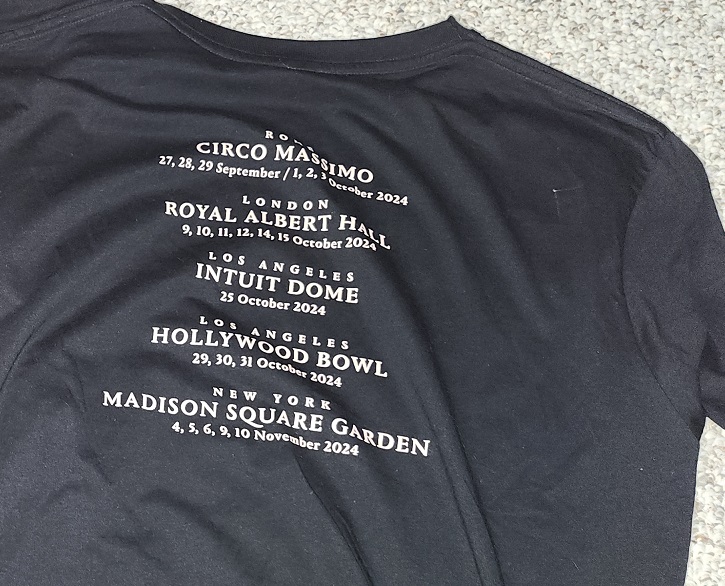 CIRCO MASSIMO
27, 28, 29 September / 1, 2, 3 October 2024
LONDON
ROYAL ALBERT HALL
9, 10, 11, 12, 14, 15 October 2024
LOS ANGELES
INTUIT DOME
25 October 2024
LOS ANGELES
HOLLYWOOD BOWL
29, 30, 31 October 2024
NEW YORK
MADISON SQUARE GARDEN
4, 5, 6, 9, 10 November 2024